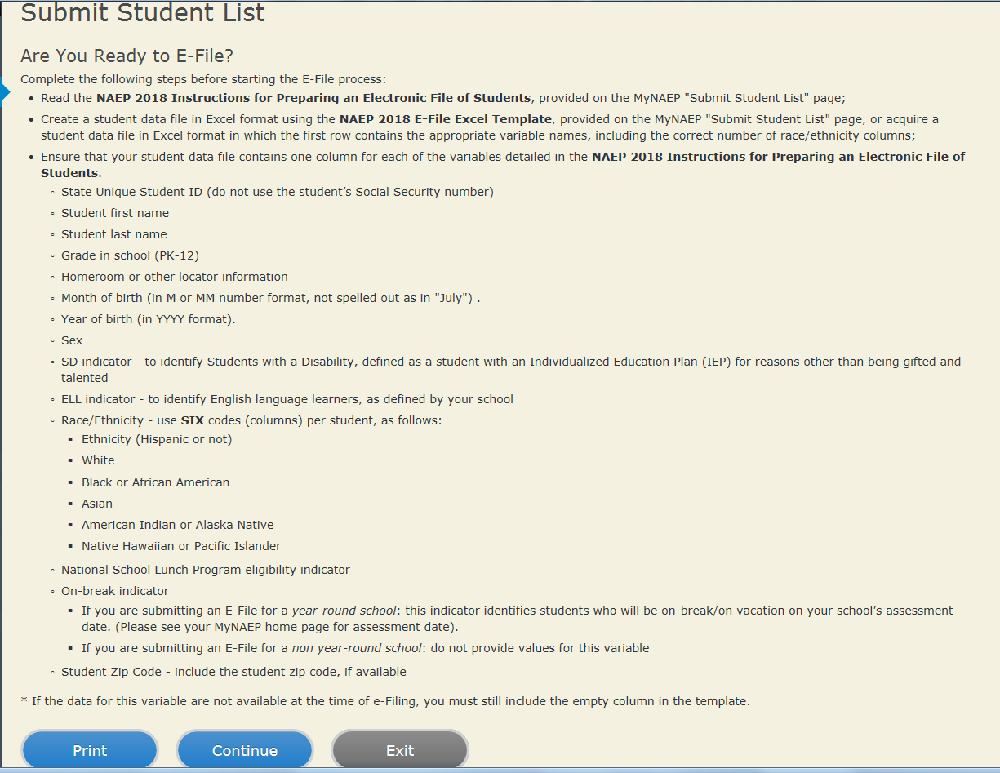 Submit Student List
Are You Ready to E-File?
Complete the following steps before starting the E-File process:
• Read the NAEP 2018 Instructions for Preparing an Electronic File of Students, provided on the MyNAEP "Submit Student List" page;
• Create a student data file in Excel format using the NAEP 2018 E-File Excel Template, provided on the MyNAEP "Submit Student List" page, or acquire a
student data file in Excel format in which the first row contains the appropriate variable names, including the correct number of race/ethnicity columns;
• Ensure that your student data file contains one column for each of the variables detailed in the NAEP 2018 Instructions for Preparing an Electronic File of
Students.
◦ State Unique Student ID (do not use the student’s Social Security number)
◦ Student first name
◦ Student last name
◦ Grade in school (PK-12)
◦ Homeroom or other locator information
◦ Month of birth (in M or MM number format, not spelled out as in "July") .
◦ Year of birth (in YYYY format).
◦ Sex
◦ SD indicator - to identify Students with a Disability, defined as a student with an Individualized Education Plan (IEP) for reasons other than being gifted and
talented
◦ ELL indicator - to identify English language learners, as defined by your school
◦ Race/Ethnicity - use SIX codes (columns) per student, as follows:
▪ Ethnicity (Hispanic or not)
▪ White
▪ Black or African American
▪ Asian
▪ American Indian or Alaska Native
▪ Native Hawaiian or Pacific Islander
◦ National School Lunch Program eligibility indicator
◦ On-break indicator
▪ If you are submitting an E-File for a year-round school: this indicator identifies students who will be on-break/on vacation on your school’s assessment
date. (Please see your MyNAEP home page for assessment date).
▪ If you are submitting an E-File for a non year-round school: do not provide values for this variable
◦ Student Zip Code - include the student zip code, if available
* If the data for this variable are not available at the time of e-Filing, you must still include the empty column in the template.
Print Continue Exit